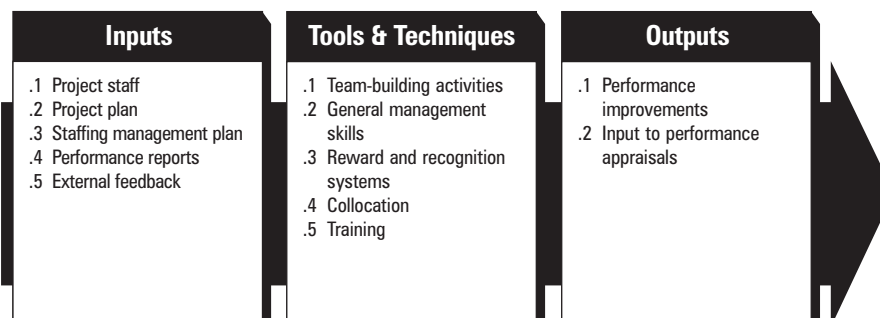 Inputs
.1 Project staff
.2 Project plan
.3 Staffing management plan
.4 Performance reports
.5 External feedback
Tools & Techniques
.1 Team-building activities
.2 General management
skills
.3 Reward and recognition
systems
.4 Collocation
.5 Training
Outputs
.1 Performance
improvements
.2 Input to performance
appraisals